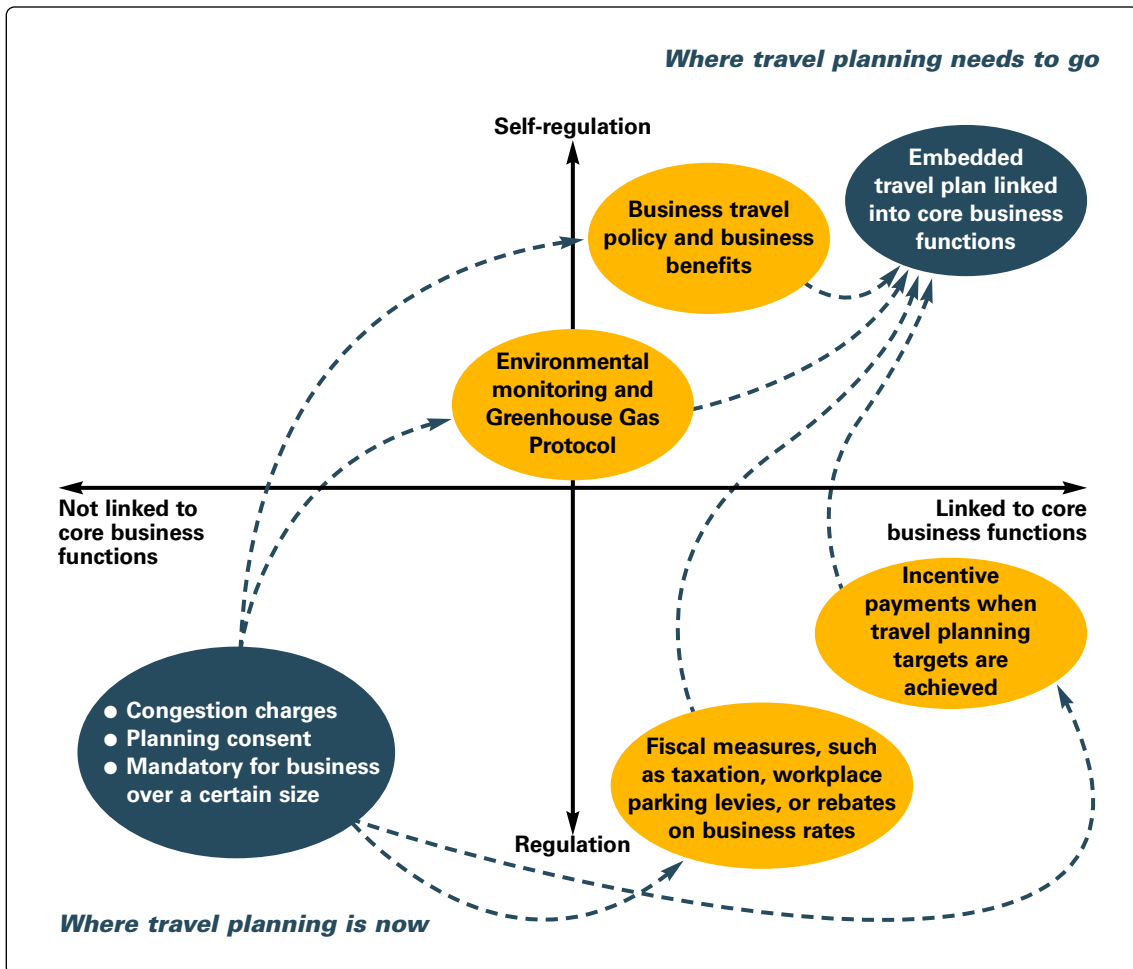 Where travel planning needs to go
Self-regulation
Embedded
travel plan linked
into core business
functions
Business travel
policy and business
benefits
Environmental
monitoring and
Greenhouse Gas
Protocol
Not linked to
core business
functions
Linked to core
business functions
Incentive
payments when
travel planning
targets are
achieved
● Congestion charges
● Planning consent
● Mandatory for business
over a certain size
Fiscal measures, such
as taxation, workplace
parking levies, or rebates
on business rates
Regulation
Where travel planning is now